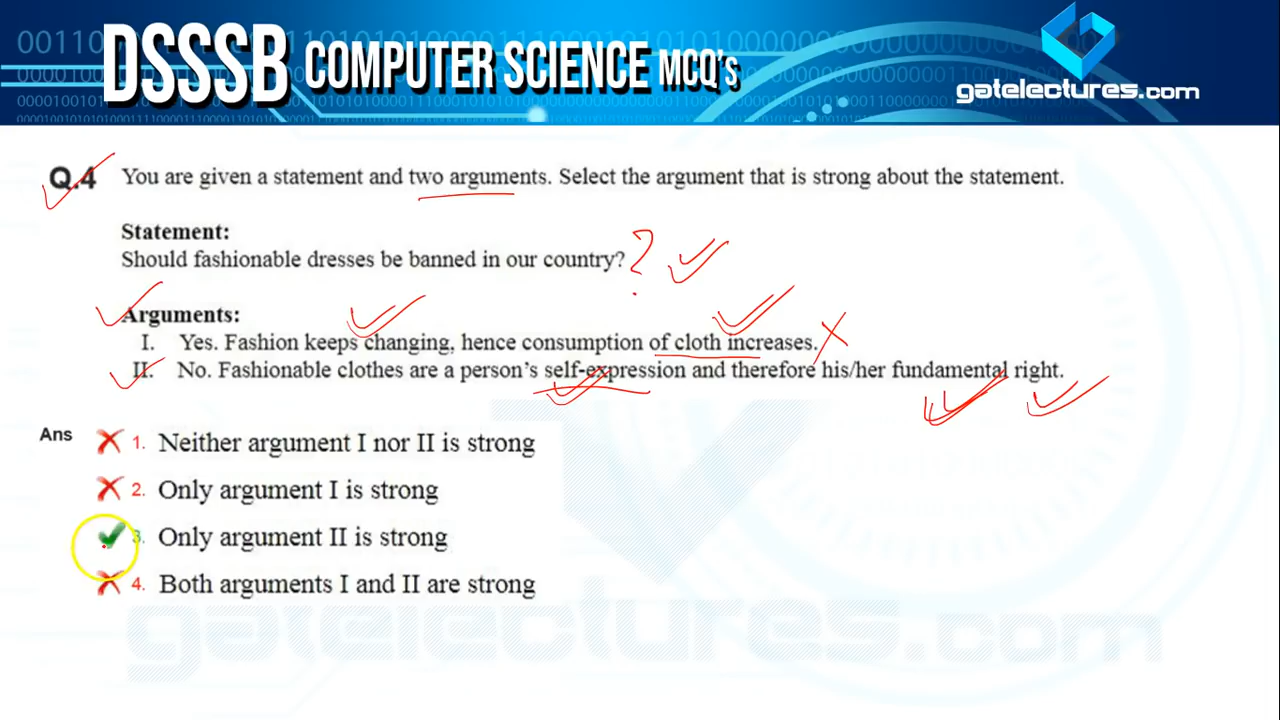 DSSSB COMPUTER SCIENCE MCQ's
gatelectures.com
Q.4 You are given a statement and two arguments. Select the argument that is strong about the statement.
Statement:
Should fashionable dresses be banned in our country?
?
Arguments:
I. Yes. Fashion keeps changing, hence consumption of cloth increases.
II. No. Fashionable clothes are a person's self-expression and therefore his/her fundamental right.
Ans
1. Neither argument I nor II is strong
2. Only argument I is strong
3. Only argument II is strong
4. Both arguments I and II are strong
gatelectures.com